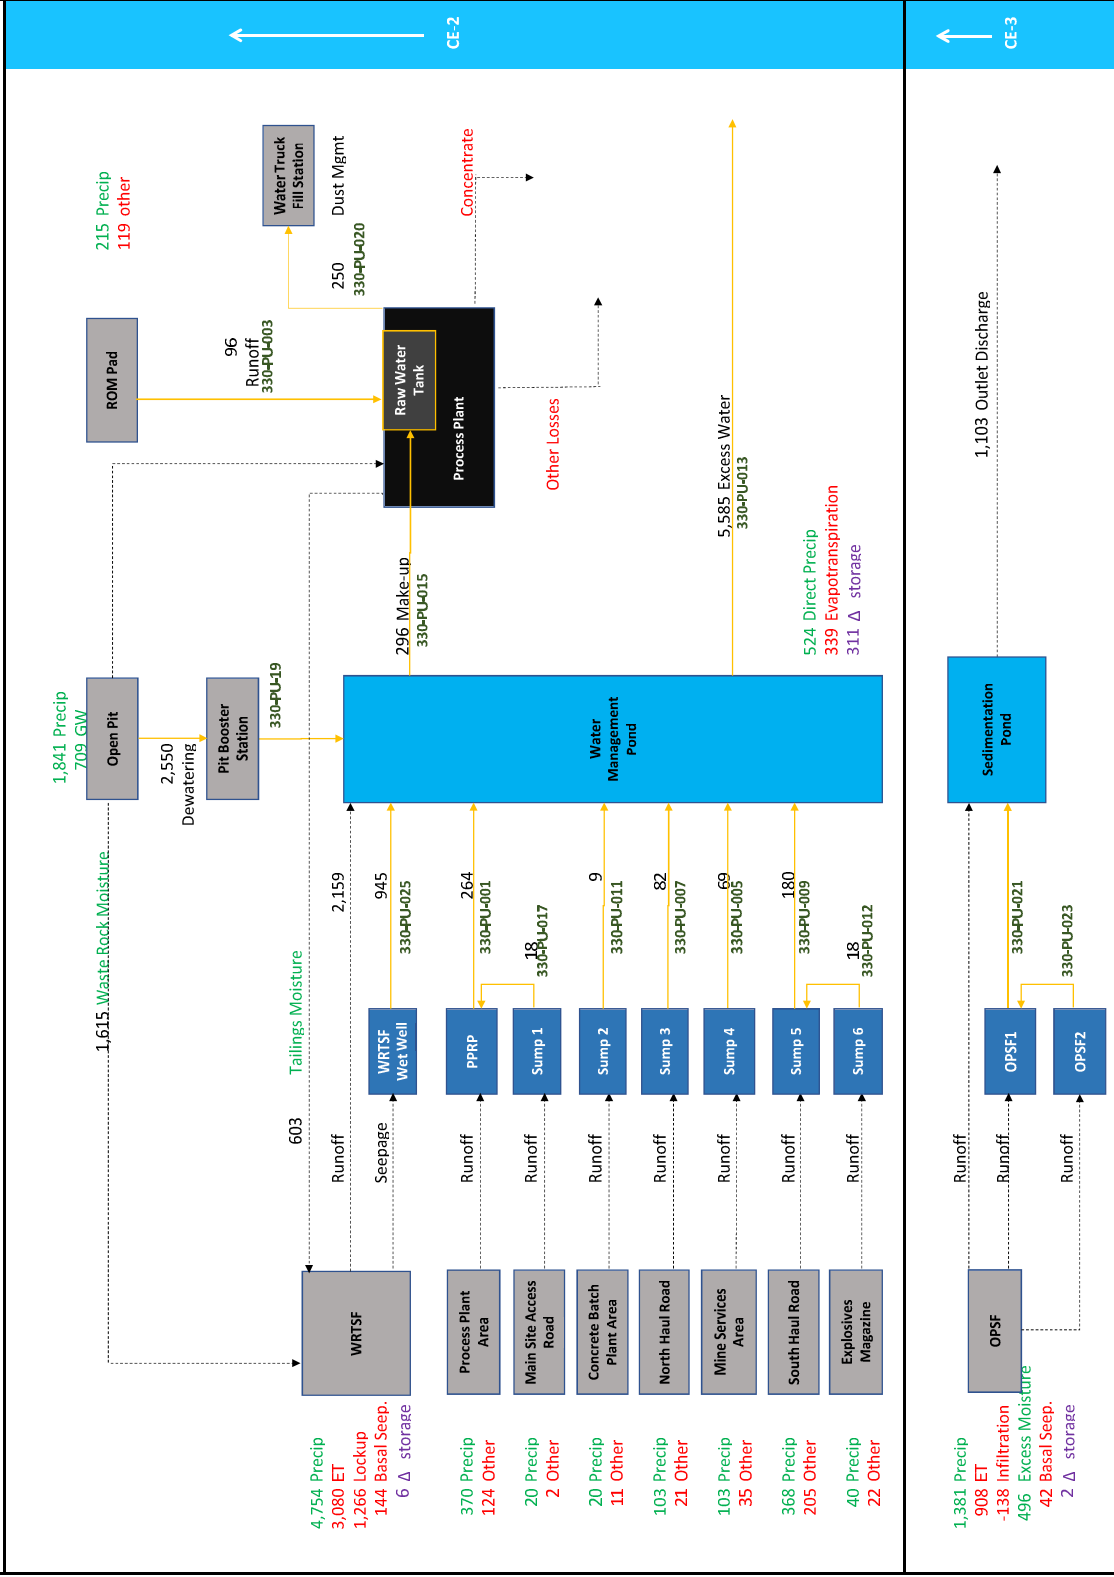 1,841 Precip
709 GW
Open Pit
1,615 Waste Rock Moisture
2,550
Dewatering
Pit Booster
Station
330-PU-19
ROM Pad
215 Precip
119 other
96
Runoff
330-PU-003
Water Truck
Fill Station
Dust Mgmt
250
330-PU-020
Raw Water
Tank
Process Plant
Concentrate
Other Losses
603
Tailings Moisture
296 Make-up
330-PU-015
4,754 Precip
3,080 ET
1,266 Lockup
144 Basal Seep.
6 Δ storage
WRTSF
Runoff
2,159
Seepage
WRTSF
Wet Well
945
330-PU-025
370 Precip
124 Other
Process Plant
Area
Runoff
PPRP
264
330-PU-001
20 Precip
2 Other
Main Site Access
Road
Runoff
Sump 1
18
330-PU-017
20 Precip
11 Other
Concrete Batch
Plant Area
Runoff
Sump 2
9
330-PU-011
103 Precip
21 Other
North Haul Road
Runoff
Sump 3
82
330-PU-007
103 Precip
35 Other
Mine Services
Area
Runoff
Sump 4
69
330-PU-005
368 Precip
205 Other
South Haul Road
Runoff
Sump 5
180
330-PU-009
40 Precip
22 Other
Explosives
Magazine
Runoff
Sump 6
18
330-PU-012
Water
Management
Pond
5,585 Excess Water
330-PU-013
524 Direct Precip
339 Evapotranspiration
311 Δ storage
CE-2
1,381 Precip
908 ET
-138 Infiltration
496 Excess Moisture
42 Basal Seep.
2 Δ storage
OPSF
Runoff
Runoff
Runoff
OPSF1
OPSF2
330-PU-021
330-PU-023
Sedimentation
Pond
1,103 Outlet Discharge
CE-3